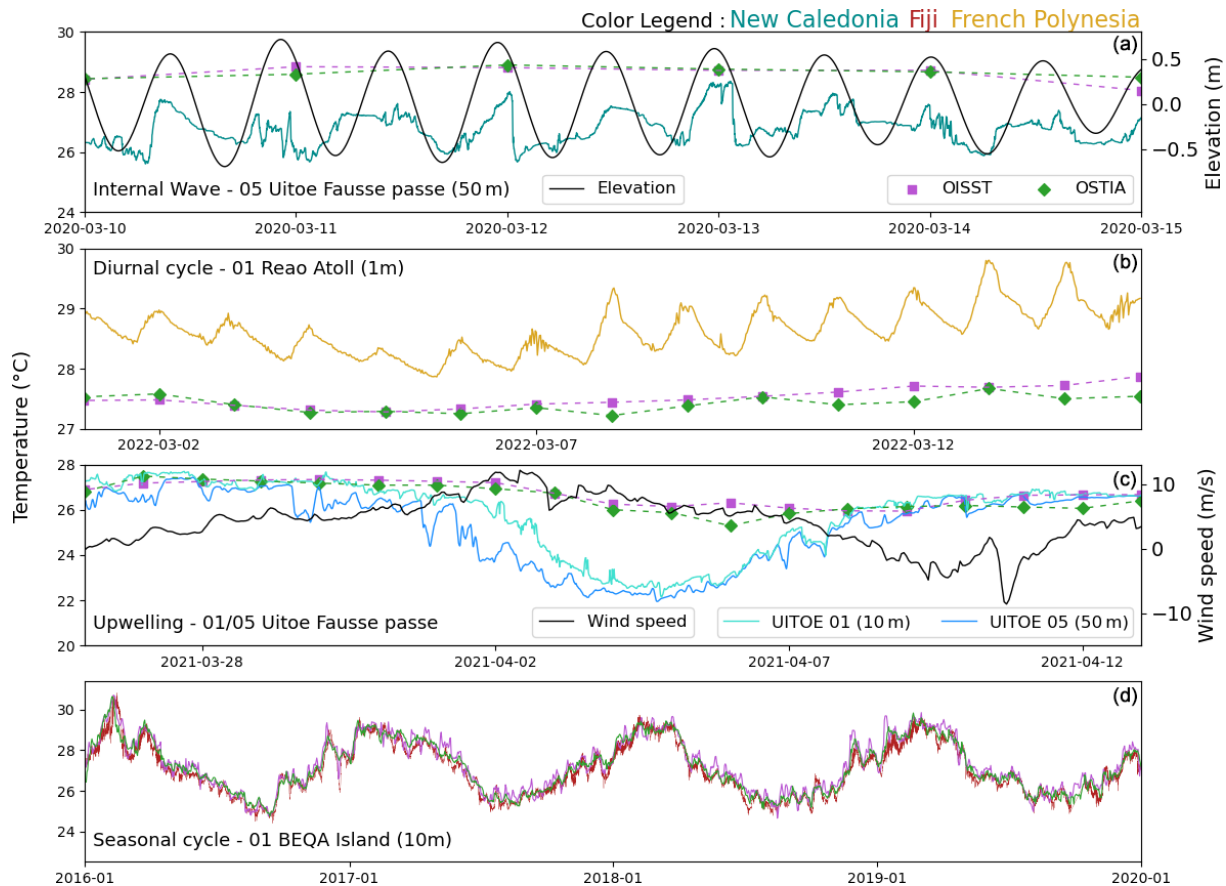 Color Legend : New Caledonia Fiji French Polynesia
(a)
30
28
26
24
0.5
0.0
−0.5
Elevation (m)
Internal Wave - 05 Uitoe Fausse passe (50 m)
Elevation
OISST
OSTIA
2020-03-10
2020-03-11
2020-03-12
2020-03-13
2020-03-14
2020-03-15
Temperature (°C)
30
29
28
27
Diurnal cycle - 01 Reao Atoll (1m)
(b)
2022-03-02
2022-03-07
2022-03-12
28
26
24
22
20
(c)
10
0
−10
Wind speed (m/s)
Upwelling - 01/05 Uitoe Fausse passe
Wind speed
UITOE 01 (10 m)
UITOE 05 (50 m)
2021-03-28
2021-04-02
2021-04-07
2021-04-12
30
28
26
24
(d)
Seasonal cycle - 01 BEQA Island (10m)
2016-01
2017-01
2018-01
2019-01
2020-01